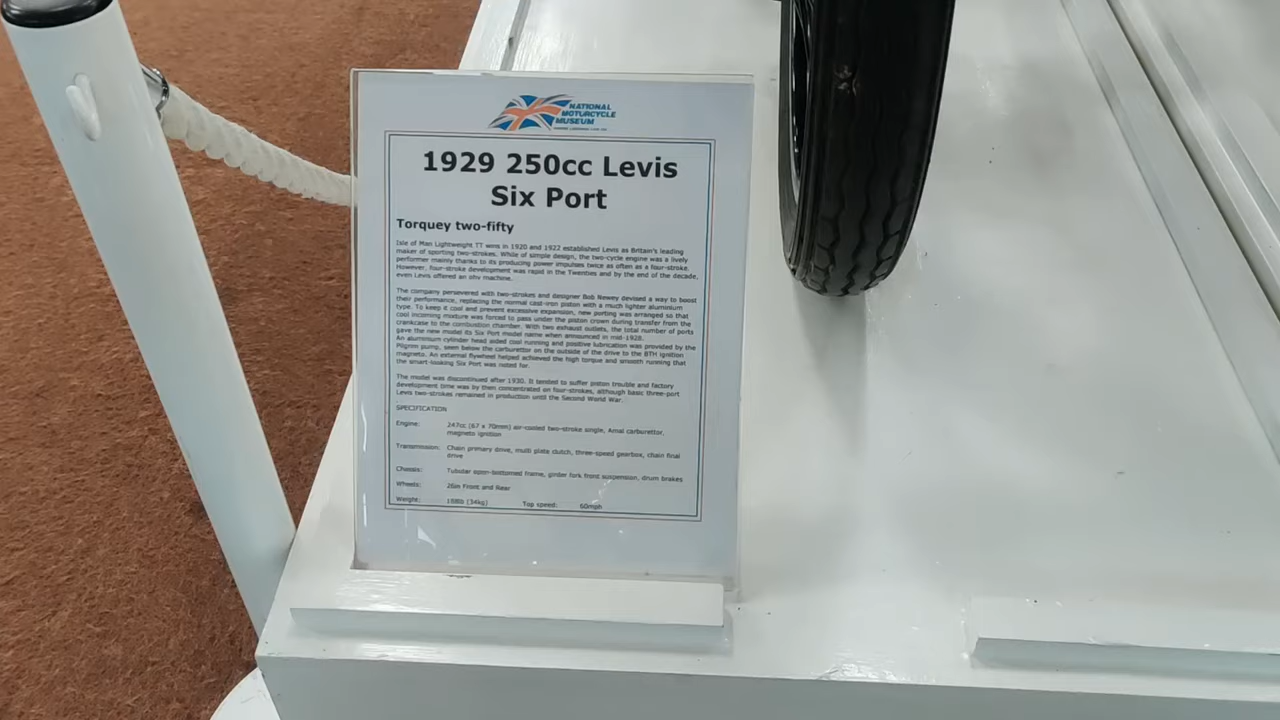 NATIONAL
MOTORCYCLE
MUSEUM
1929 250cc Levis
Six Port
Torquey two-fifty
Isle of Man Lightweight TT wins in 1920 and 1922 established Levis as Britain's leading
maker of sporting two-strokes. While of simple design, the two-cycle engine was a lively
performer mainly thanks to its producing power impulses twice as often as a four-stroke.
However, four-stroke development was rapid in the Twenties and by the end of the decade,
even Levis offered an ohv machine.
The company persevered with two-strokes and designer Bob Newey devised a way to boost
their performance, replacing the normal cast-iron piston with a much lighter aluminium
type. To keep it cool and prevent excessive expansion, new porting was arranged so that
cool incoming mixture was forced to pass under the piston crown during transfer from the
crankcase to the combustion chamber. With two exhaust outlets, the total number of ports
gave the new model its Six Port model name when announced in mid-1928.
An aluminium cylinder head aided cool running and positive lubrication was provided by the
Pilgrim pump, seen below the carburettor on the outside of the drive to the BTH ignition
magneto. An external flywheel helped achieved the high torque and smooth running that
the smart-looking Six Port was noted for.
The model was discontinued after 1930. It tended to suffer piston trouble and factory
development time was by then concentrated on four-strokes, although basic three-port
Levis two-strokes remained in production until the Second World War.
SPECIFICATION
Engine: 247cc (67 x 70mm) air-cooled two-stroke single, Amal carburettor,
magneto ignition
Transmission: Chain primary drive, multi plate clutch, three-speed gearbox, chain final
drive
Chassis: Tubular open-bottomed frame, girder fork front suspension, drum brakes
Wheels: 26in Front and Rear
Weight: (34kg) Top speed: 60mph